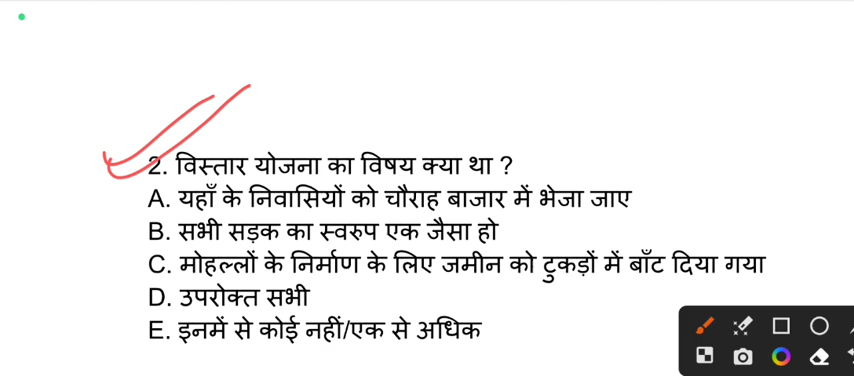 2. विस्तार योजना का विषय क्या था ?
A. यहाँ के निवासियों को चौराह बाजार में भेजा जाए
B. सभी सड़क का स्वरुप एक जैसा हो
C. मोहल्लों के निर्माण के लिए जमीन को टुकड़ों में बाँट दिया गया
D. उपरोक्त सभी
E. इनमें से कोई नहीं/एक से अधिक